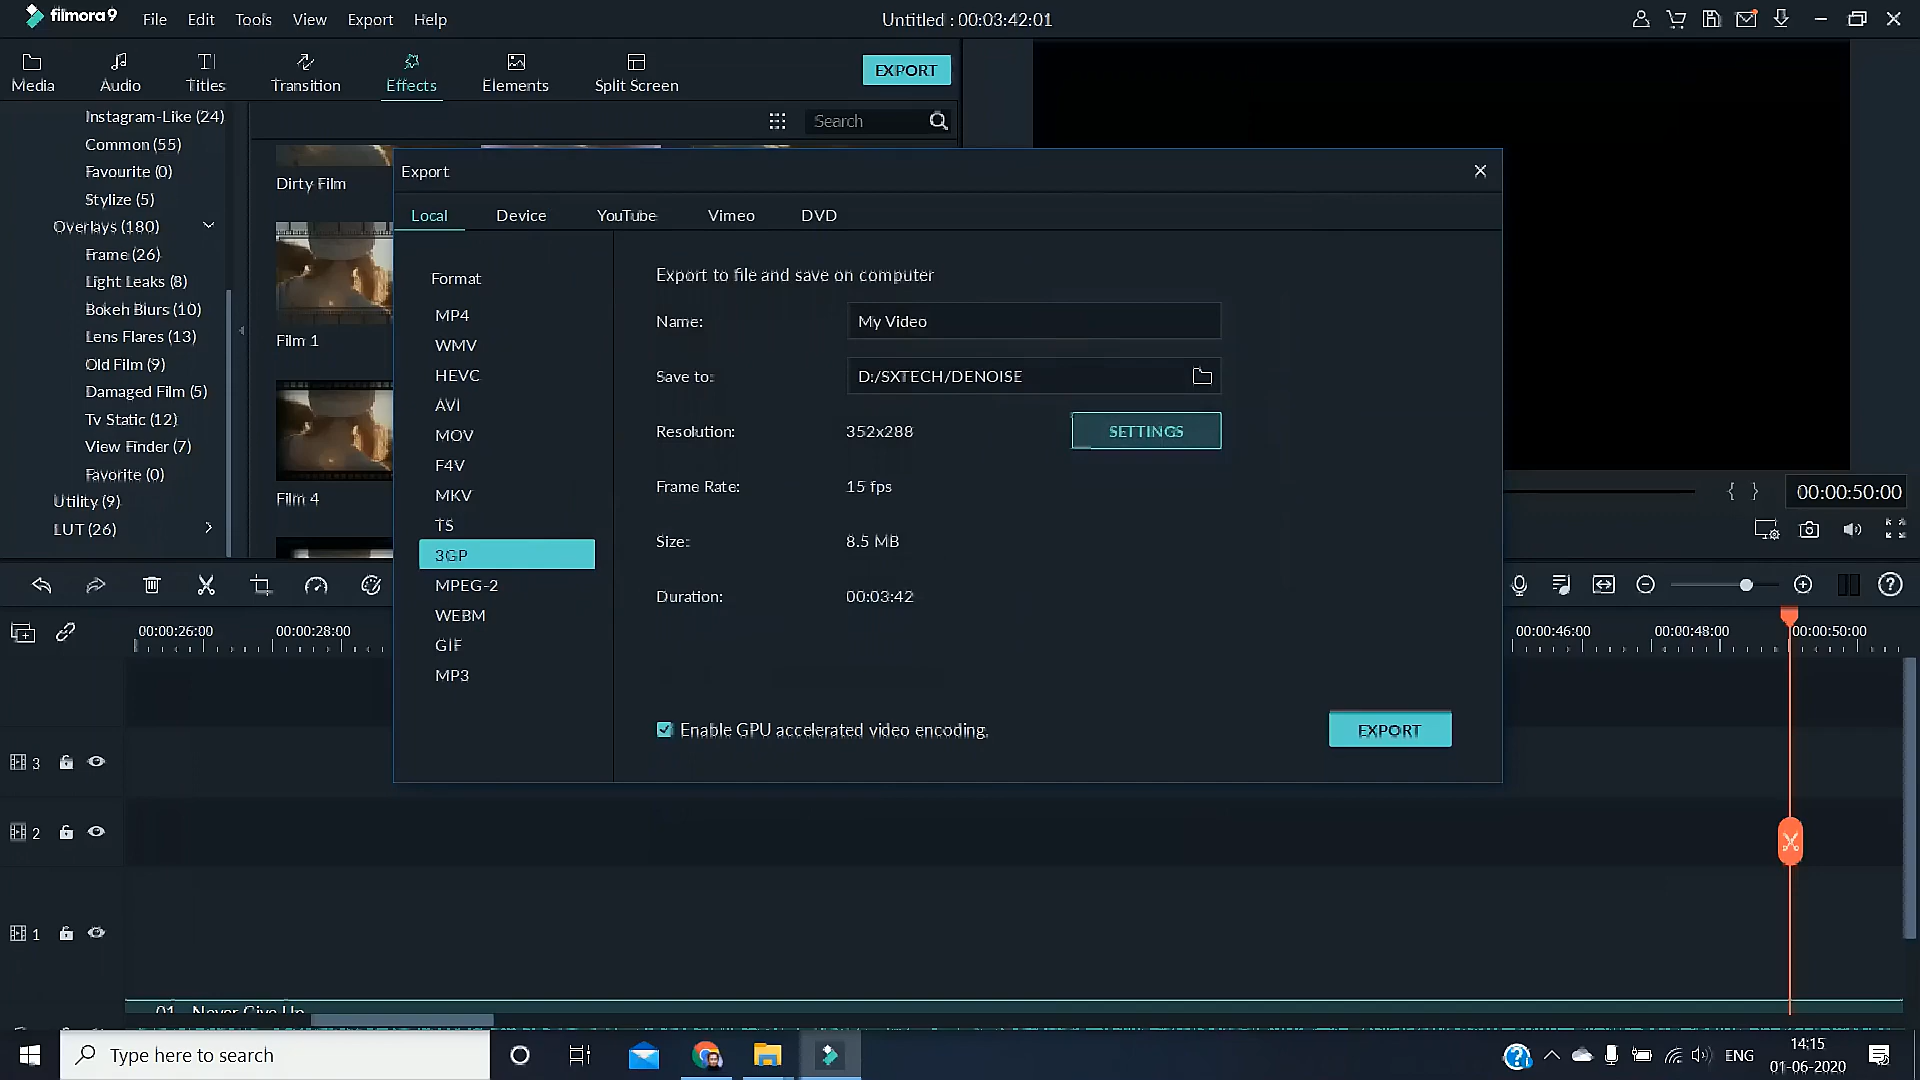 filmora9
File Edit Tools View Export Help
Untitled : 00:03:42:01
Media Audio Titles Transition Effects Elements Split Screen
EXPORT
Search
Instagram-Like (24)
Common (55)
Favourite (0)
Stylize (5)
Overlays (180)
Frame (26)
Light Leaks (8)
Bokeh Blurs (10)
Lens Flares (13)
Old Film (9)
Damaged Film (5)
Tv Static (12)
View Finder (7)
Favorite (0)
Utility (9)
LUT (26)
Dirty Film
Film 1
Film 4
Export
Local Device YouTube Vimeo DVD
Format
MP4
WMV
HEVC
AVI
MOV
F4V
MKV
TS
3GP
MPEG-2
WEBM
GIF
MP3
Export to file and save on computer
Name: My Video
Save to: D:/SXTECH/DENOISE
Resolution: 352x288 SETTINGS
Frame Rate: 15 fps
Size: 8.5 MB
Duration: 00:03:42
Enable GPU accelerated video encoding.
EXPORT
{ } 00:00:50:00
00:00:26:00 00:00:28:00 00:00:46:00 00:00:48:00 00:00:50:00
3
2
1
01 Never Give Up
Type here to search
ENG
14:15
01-06-2020